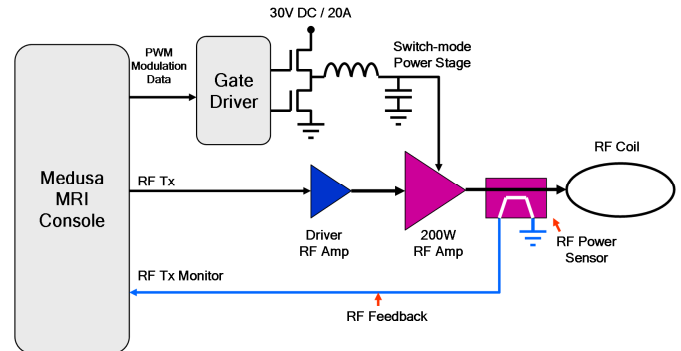 30V DC / 20A
PWM
Modulation
Data
Gate
Driver
Switch-mode
Power Stage
Medusa
MRI
Console
RF Tx
Driver
RF Amp
200W
RF Amp
RF Coil
RF Power
Sensor
RF Tx Monitor
RF Feedback